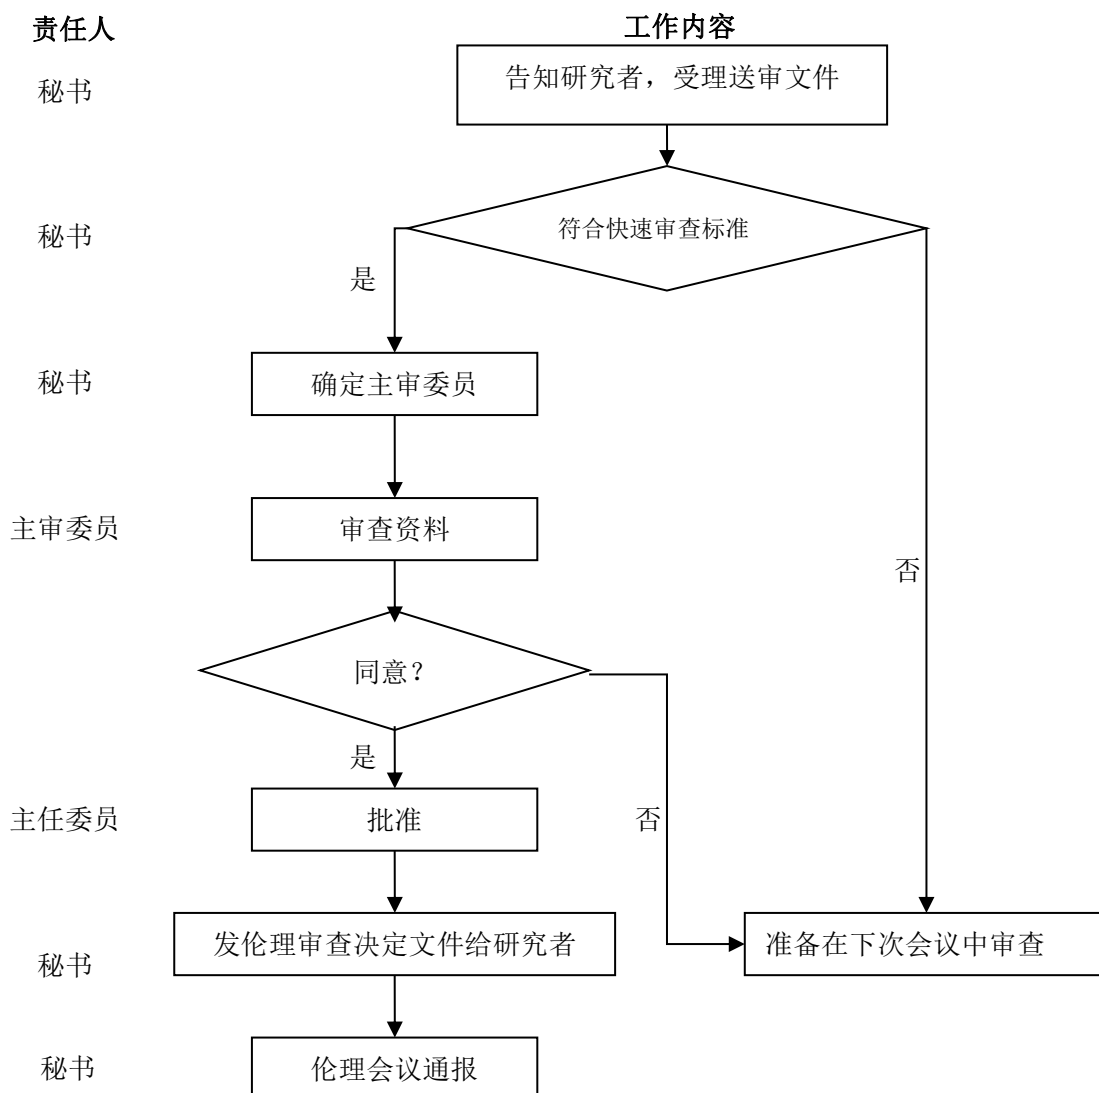 责任人
工作内容
秘书
告知研究者，受理送审文件
秘书
符合快速审查标准
是
秘书
确定主审委员
主审委员
审查资料
否
同意？
是
主任委员
批准
否
秘书
发伦理审查决定文件给研究者
准备在下次会议中审查
秘书
伦理会议通报